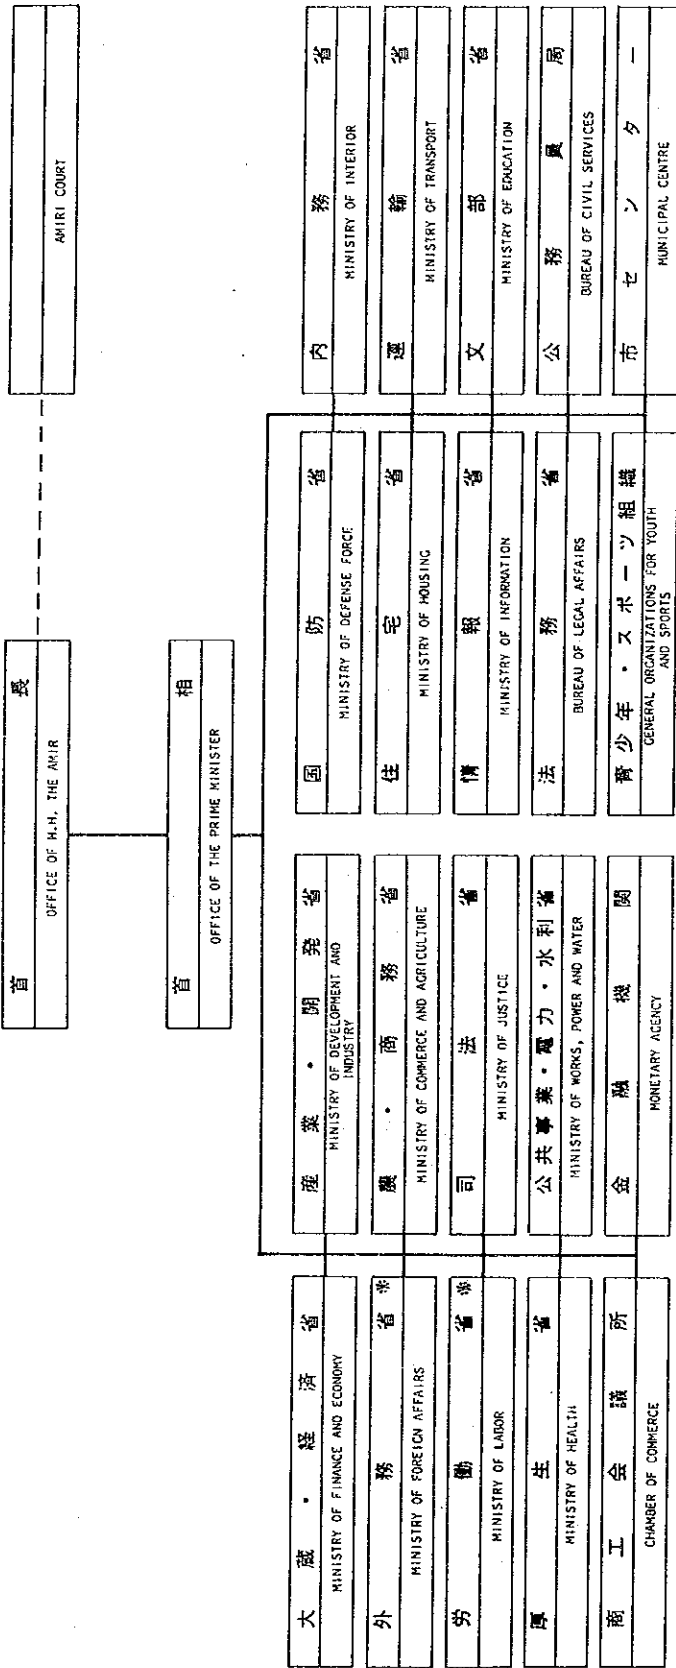 首長
OFFICE OF H.H. THE AMIR
AMIRI COURT
首相
OFFICE OF THE PRIME MINISTER
大蔵・経済省
MINISTRY OF FINANCE AND ECONOMY
外務省※
MINISTRY OF FOREIGN AFFAIRS
労働省※
MINISTRY OF LABOR
厚生省
MINISTRY OF HEALTH
商工会議所
CHAMBER OF COMMERCE
産業・開発省
MINISTRY OF DEVELOPMENT AND
INDUSTRY
農・商務省
MINISTRY OF COMMERCE AND AGRICULTURE
司法省
MINISTRY OF JUSTICE
公共事業・電力・水利省
MINISTRY OF WORKS, POWER AND WATER
金融機関
MONETARY AGENCY
国防省
MINISTRY OF DEFENSE FORCE
住宅省
MINISTRY OF HOUSING
情報省
MINISTRY OF INFORMATION
法務省
BUREAU OF LEGAL AFFAIRS
青少年・スポーツ組織
GENERAL ORGANIZATIONS FOR YOUTH
AND SPORTS
内務省
MINISTRY OF INTERIOR
運輸省
MINISTRY OF TRANSPORT
文部省
MINISTRY OF EDUCATION
公務員局
BUREAU OF CIVIL SERVICES
市センター
MUNICIPAL CENTRE